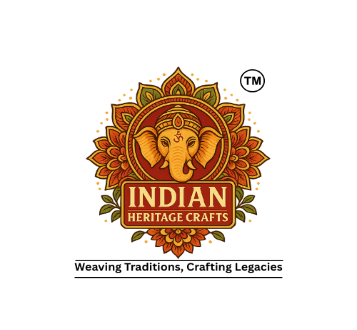 TM
ॐ
INDIAN
HERITAGE CRAFTS
Weaving Traditions, Crafting Legacies